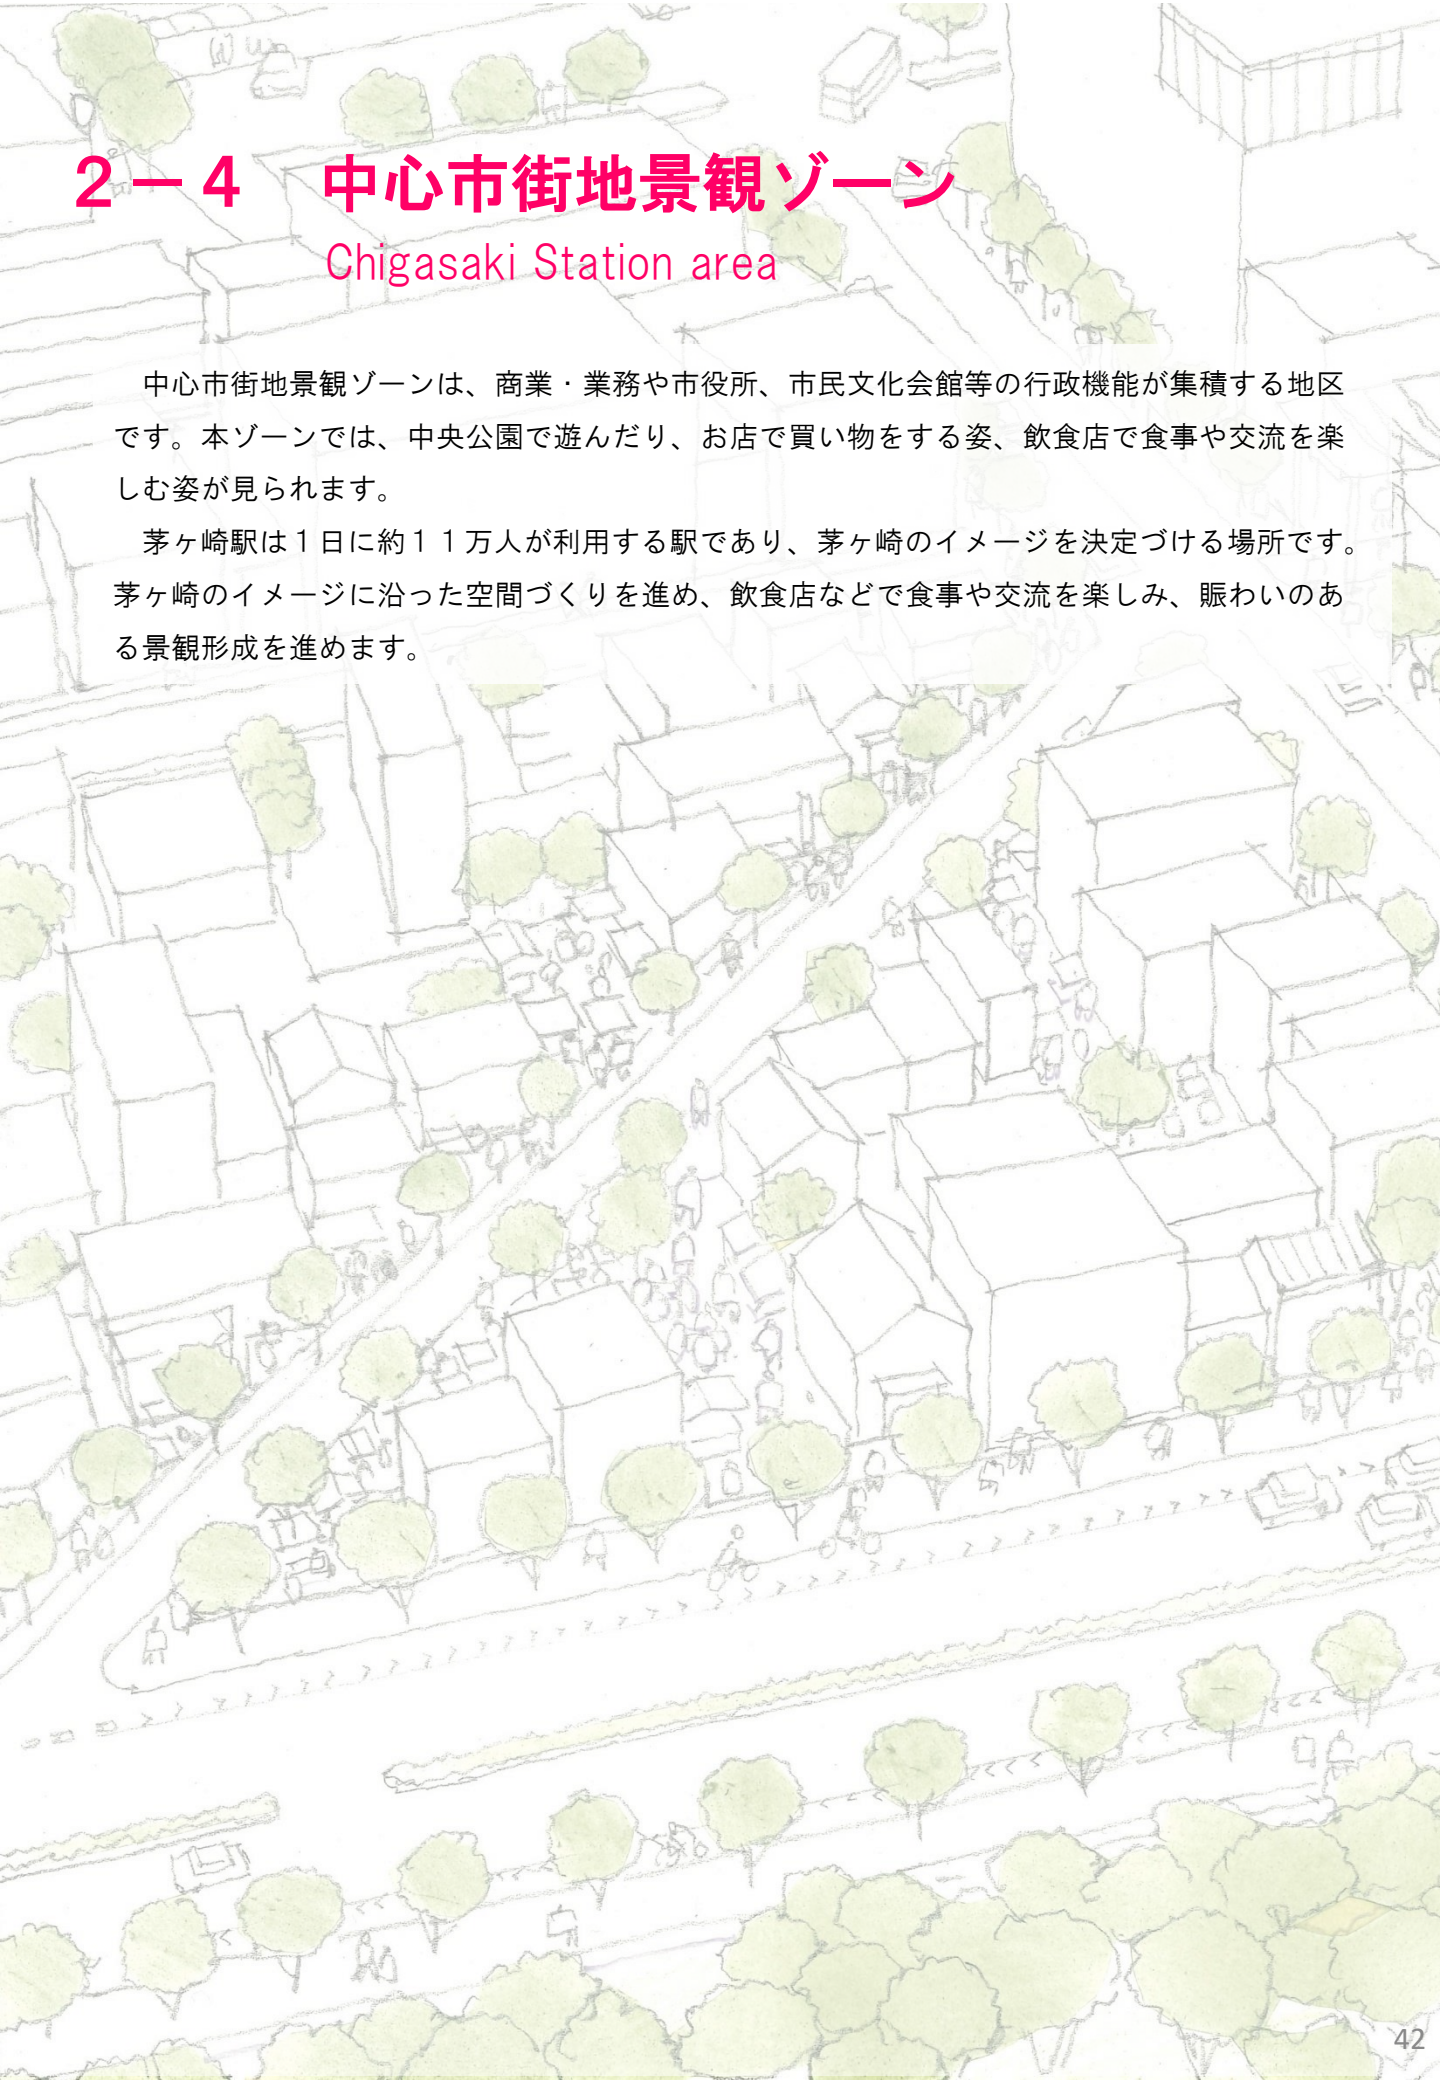 ２－４　中心市街地景観ゾーン
Chigasaki Station area
　中心市街地景観ゾーンは、商業・業務や市役所、市民文化会館等の行政機能が集積する地区
です。本ゾーンでは、中央公園で遊んだり、お店で買い物をする姿、飲食店で食事や交流を楽
しむ姿が見られます。
　茅ヶ崎駅は１日に約１１万人が利用する駅であり、茅ヶ崎のイメージを決定づける場所です。
茅ヶ崎のイメージに沿った空間づくりを進め、飲食店などで食事や交流を楽しみ、賑わいのあ
る景観形成を進めます。
42